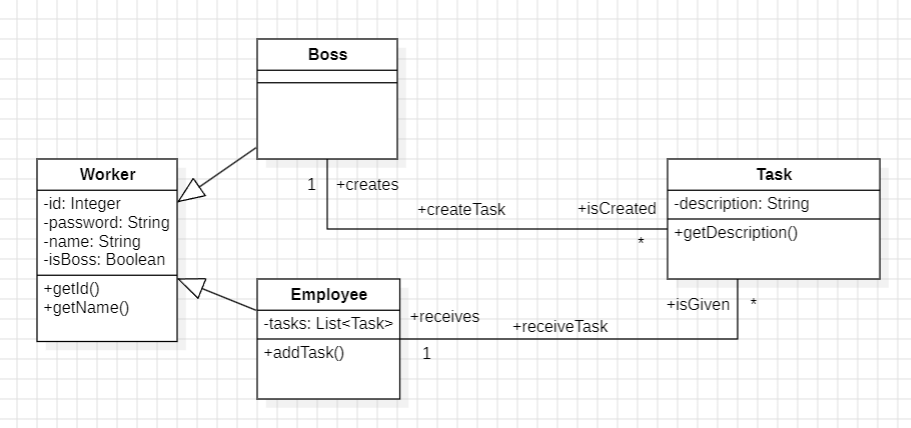 Boss
Worker
-id: Integer
-password: String
-name: String
-isBoss: Boolean
+getId()
+getName()
1
+creates
+createTask
+isCreated
*
Task
-description: String
+getDescription()
Employee
-tasks: List<Task>
+addTask()
+receives
1
+receiveTask
+isGiven
*